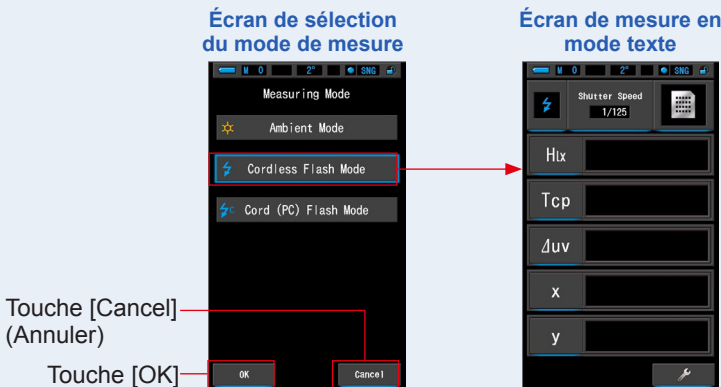 Écran de sélection
du mode de mesure
M 0 2° SNG
Measuring Mode
Ambient Mode
Cordless Flash Mode
C Cord (PC) Flash Mode
OK Cancel
Touche [Cancel]
(Annuler)
Touche [OK]
Écran de mesure en
mode texte
M 0 2° SNG
Shutter Speed
1/125
Hlx
Tcp
⊿uv
x
y